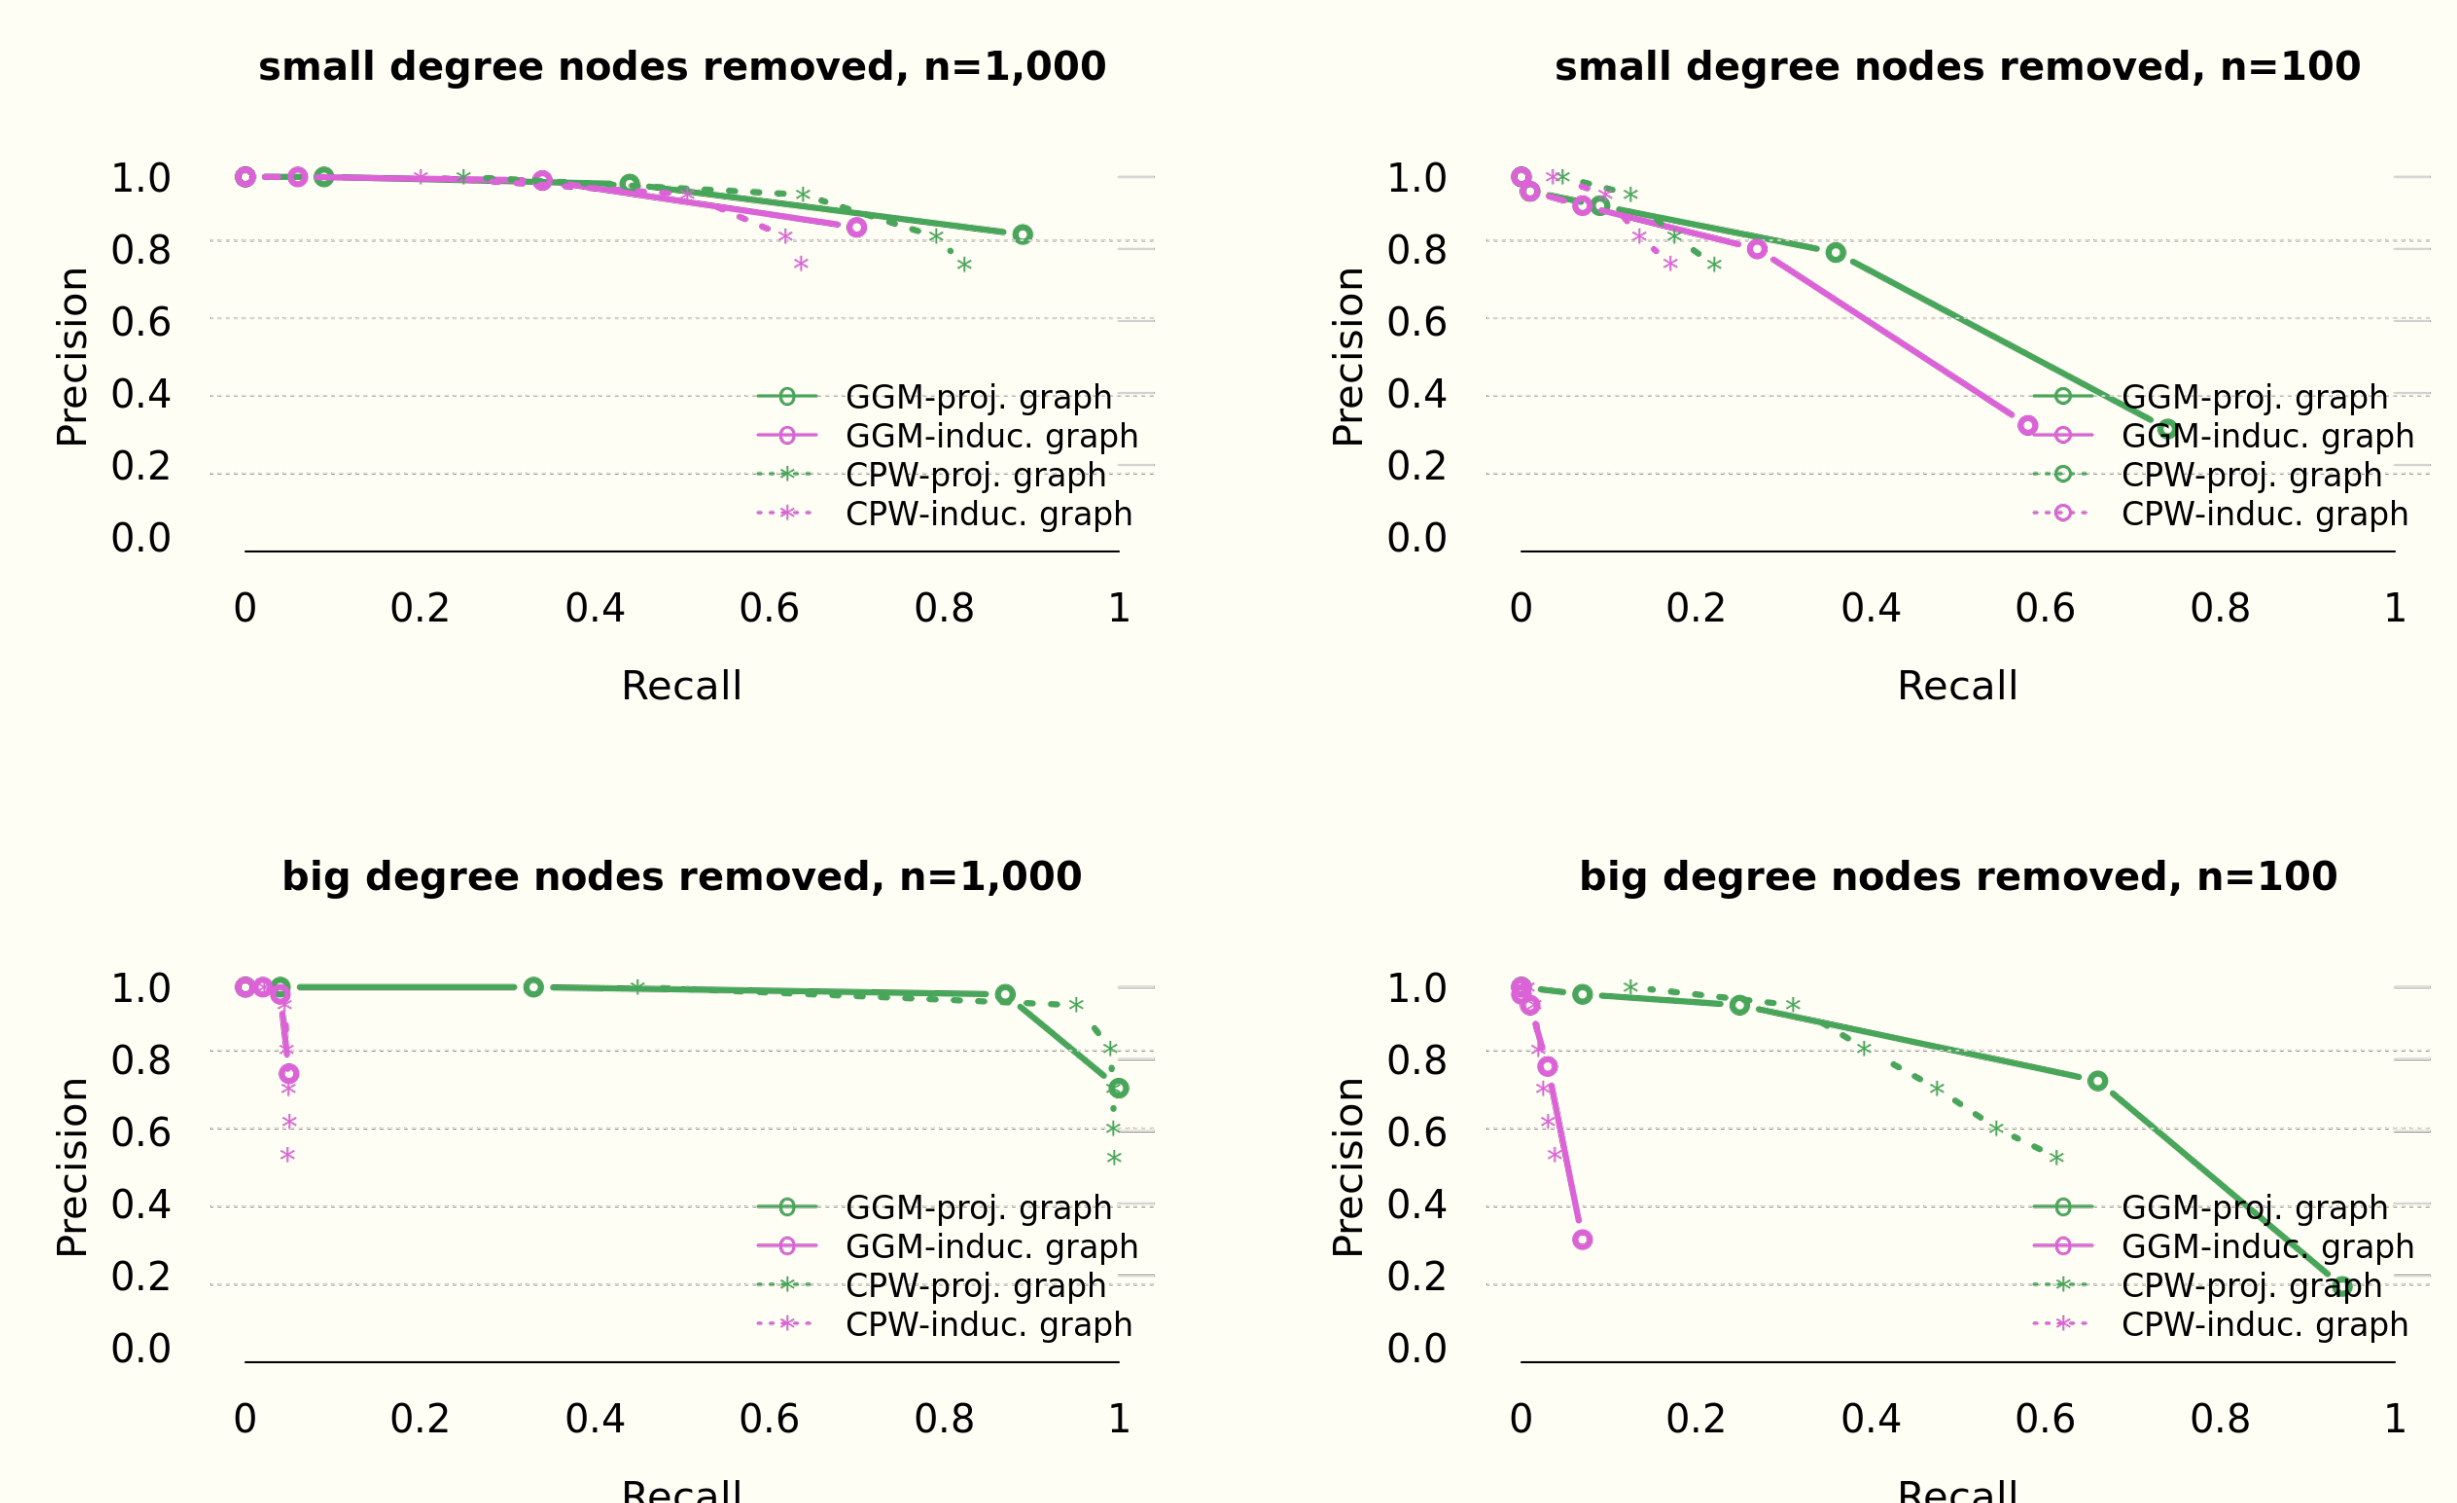 small degree nodes removed, n=1,000
1.0
0.8
0.6
0.4
0.2
0.0
Precision
GGM-proj. graph
GGM-induc. graph
CPW-proj. graph
CPW-induc. graph
0 0.2 0.4 0.6 0.8 1
Recall
small degree nodes removed, n=100
1.0
0.8
0.6
0.4
0.2
0.0
Precision
GGM-proj. graph
GGM-induc. graph
CPW-proj. graph
CPW-induc. graph
0 0.2 0.4 0.6 0.8 1
Recall
big degree nodes removed, n=1,000
1.0
0.8
0.6
0.4
0.2
0.0
Precision
GGM-proj. graph
GGM-induc. graph
CPW-proj. graph
CPW-induc. graph
0 0.2 0.4 0.6 0.8 1
Recall
big degree nodes removed, n=100
1.0
0.8
0.6
0.4
0.2
0.0
Precision
GGM-proj. graph
GGM-induc. graph
CPW-proj. graph
CPW-induc. graph
0 0.2 0.4 0.6 0.8 1
Recall